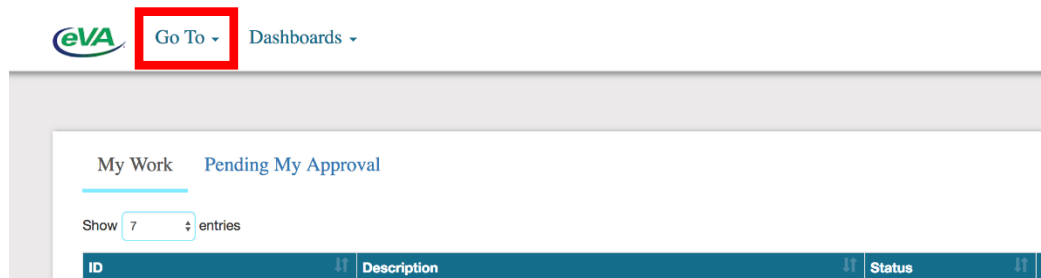 eVA Go To Dashboards
My Work Pending My Approval
Show 7 entries
ID Description Status